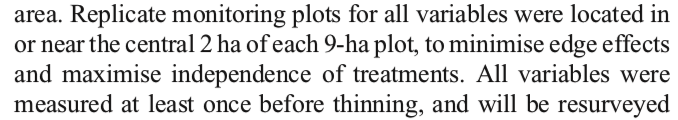 area. Replicate monitoring plots for all variables were located in
or near the central 2 ha of each 9-ha plot, to minimise edge effects
and maximise independence of treatments. All variables were
measured at least once before thinning, and will be resurveyed